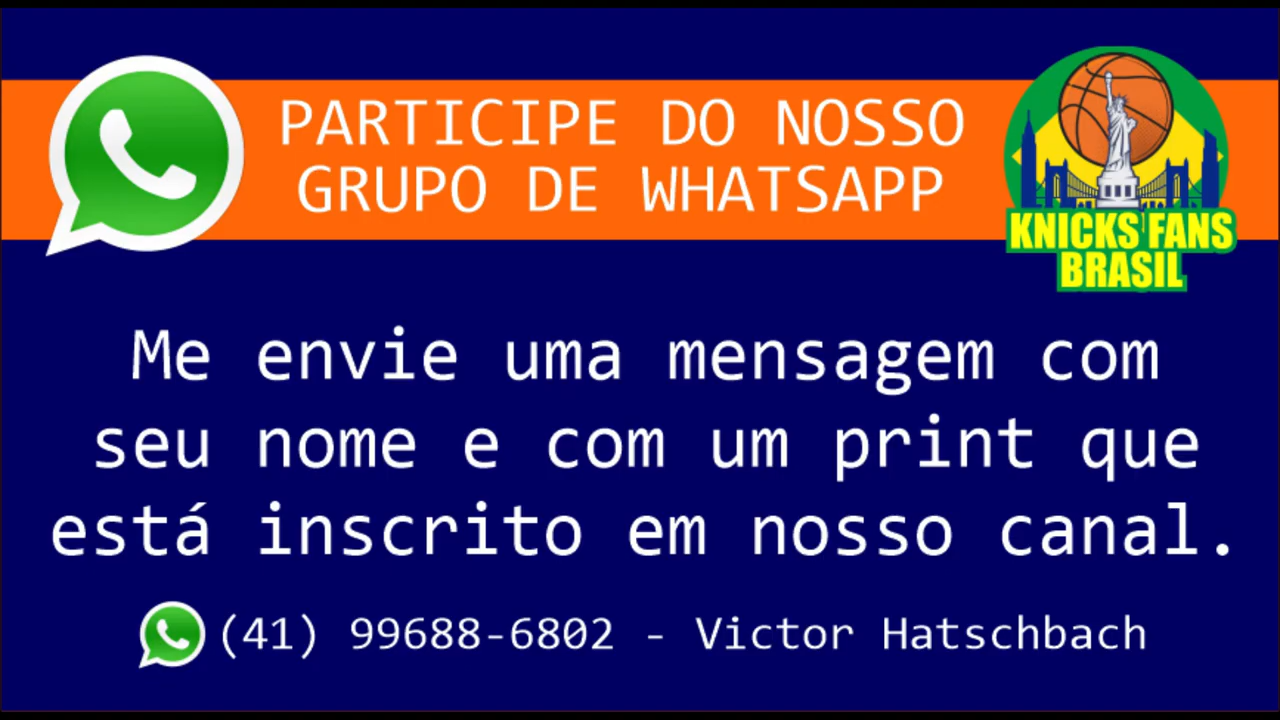 PARTICIPE DO NOSSO
GRUPO DE WHATSAPP
KNICKS FANS
BRASIL
Me envie uma mensagem com
seu nome e com um print que
está inscrito em nosso canal.
(41) 99688-6802 - Victor Hatschbach